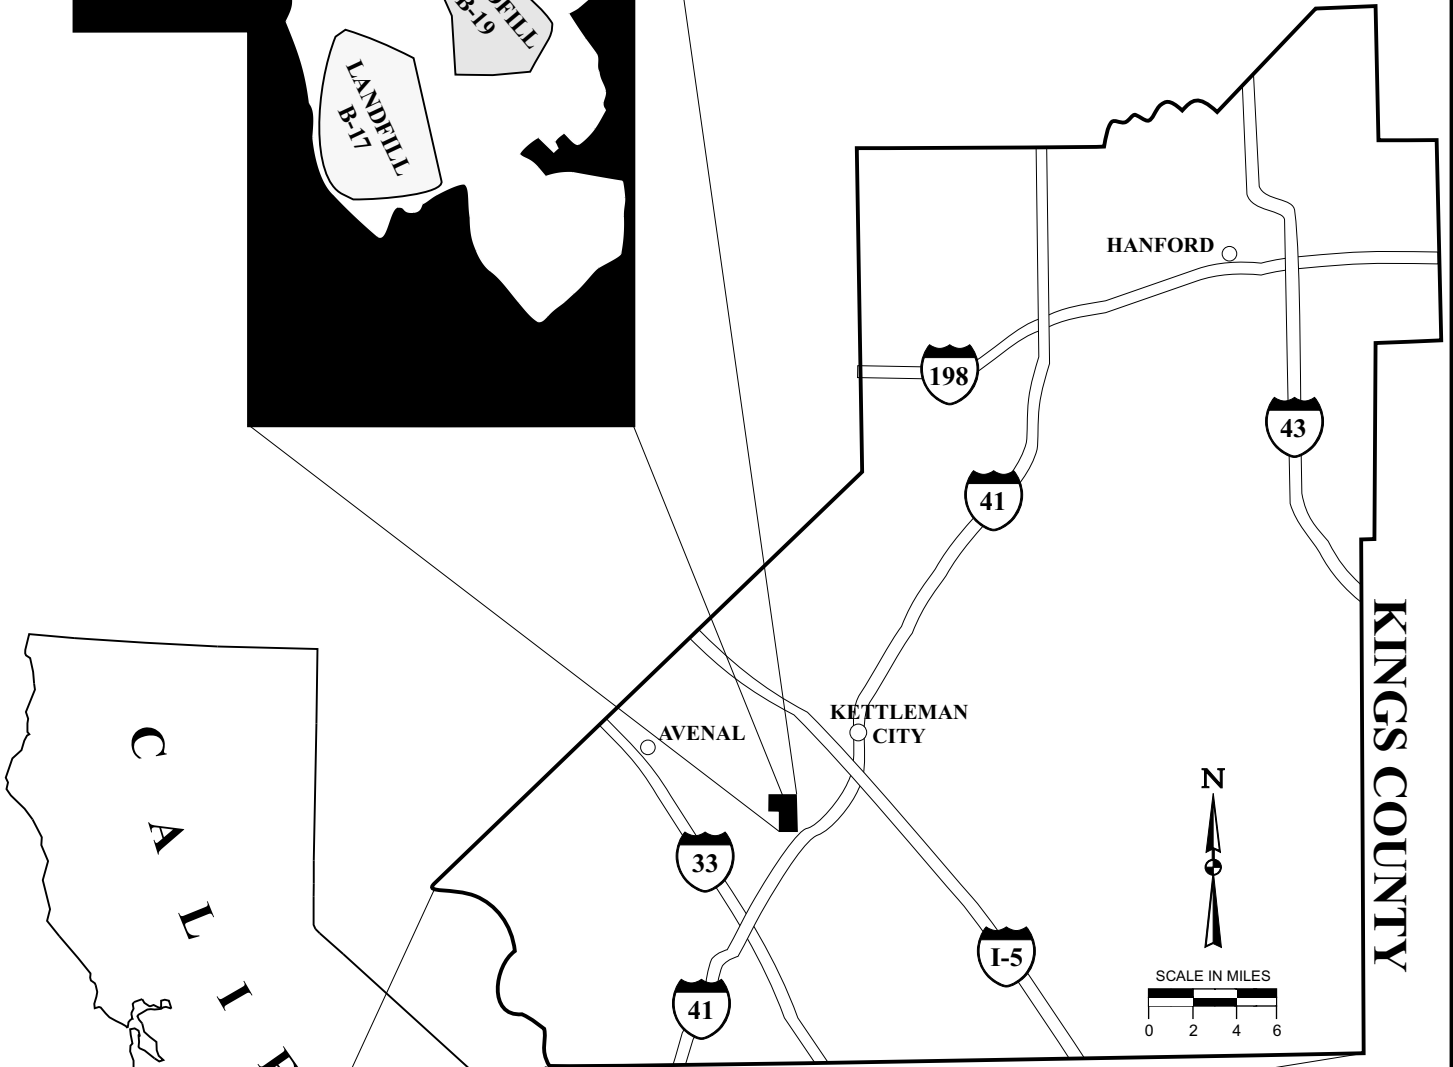 DFILL
B-19
LANDFILL
B-17
HANFORD
198
43
41
KETTLEMAN
CITY
AVENAL
33
I-5
41
KINGS COUNTY
N
SCALE IN MILES
0 2 4 6
C A L I F